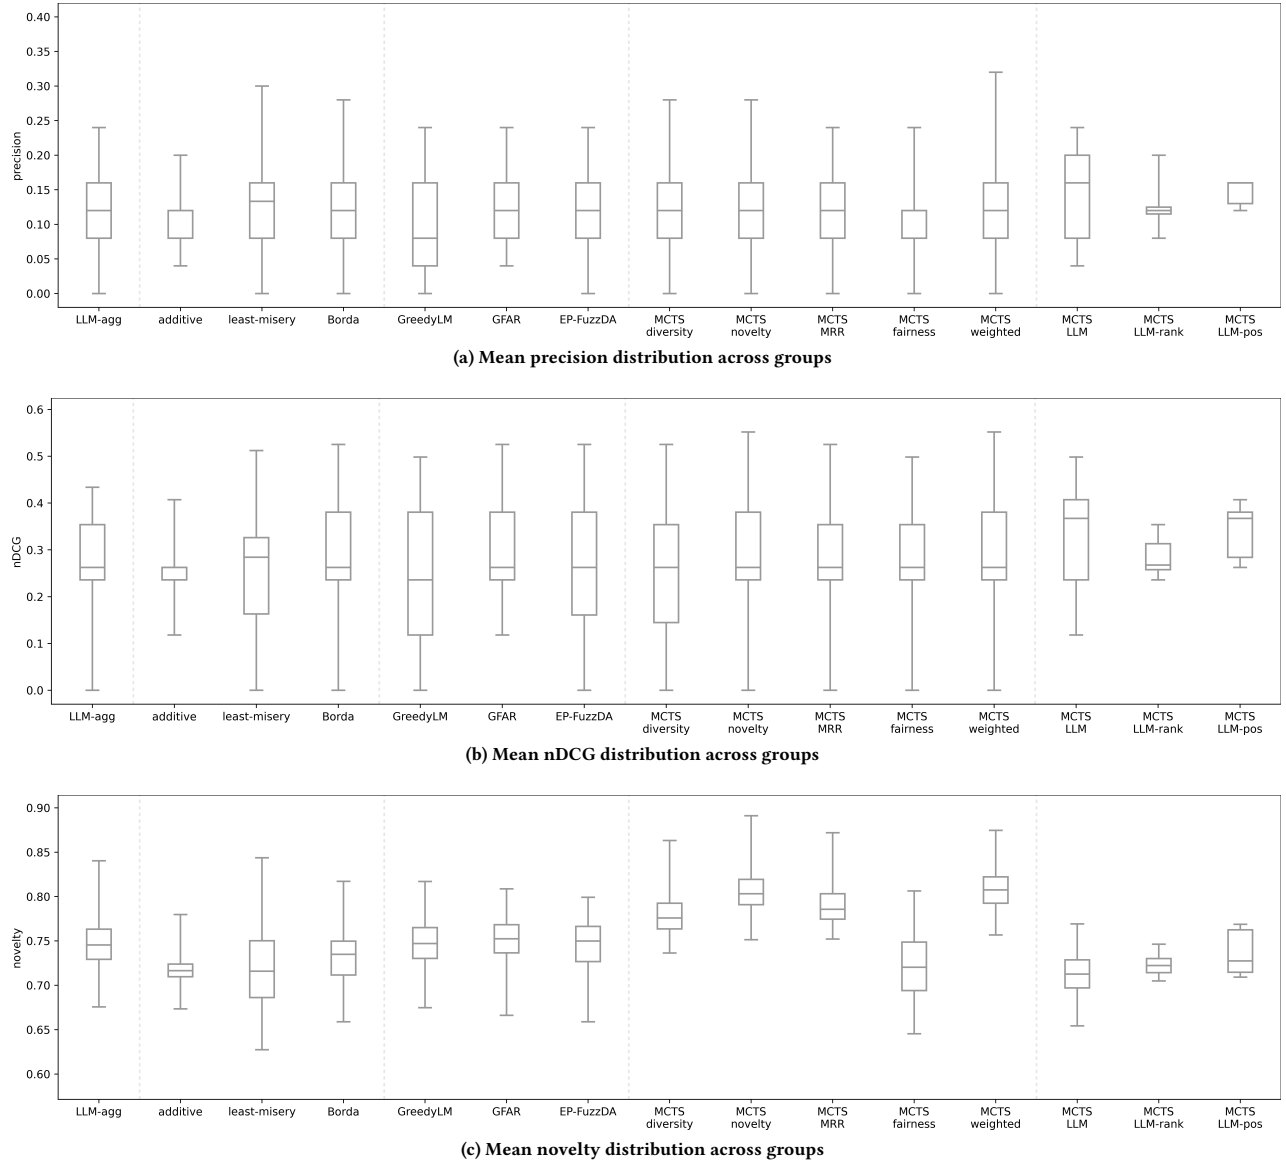 0.40
0.35
0.30
0.25
0.20
0.15
0.10
0.05
0.00
precision
LLM-agg additive least-misery Borda GreedyLM GFAR EP-FuzzDA MCTS diversity MCTS novelty MCTS MRR MCTS fairness MCTS weighted MCTS LLM MCTS LLM-rank MCTS LLM-pos
(a) Mean precision distribution across groups
0.6
0.5
0.4
0.3
0.2
0.1
0.0
nDCG
LLM-agg additive least-misery Borda GreedyLM GFAR EP-FuzzDA MCTS diversity MCTS novelty MCTS MRR MCTS fairness MCTS weighted MCTS LLM MCTS LLM-rank MCTS LLM-pos
(b) Mean nDCG distribution across groups
0.90
0.85
0.80
0.75
0.70
0.65
0.60
novelty
LLM-agg additive least-misery Borda GreedyLM GFAR EP-FuzzDA MCTS diversity MCTS novelty MCTS MRR MCTS fairness MCTS weighted MCTS LLM MCTS LLM-rank MCTS LLM-pos
(c) Mean novelty distribution across groups